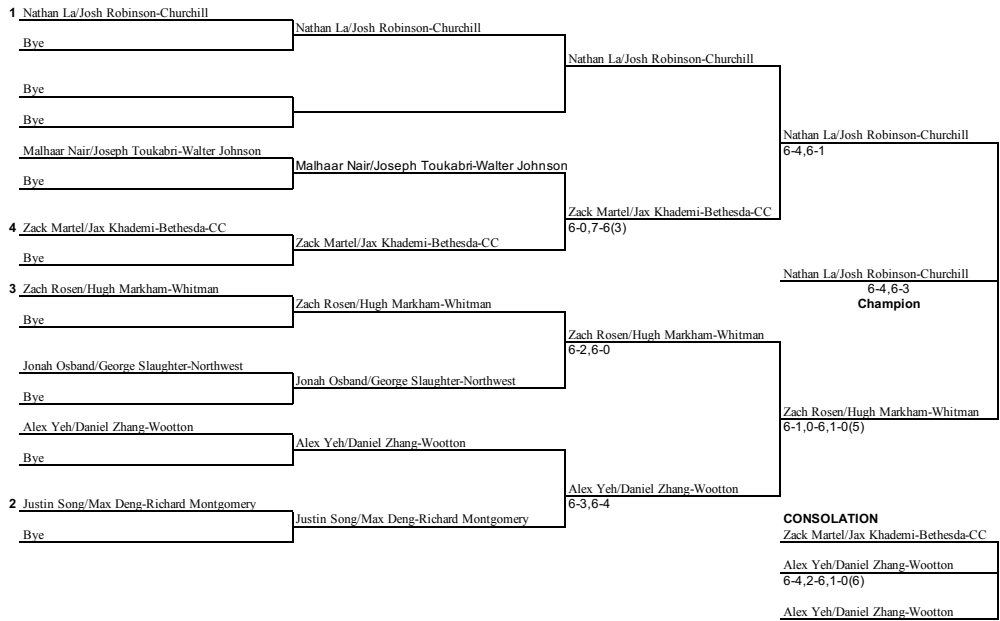 1 Nathan La/Josh Robinson-Churchill
Bye
Bye
Bye
Malhaar Nair/Joseph Toukabri-Walter Johnson
Bye
4 Zack Martel/Jax Khademi-Bethesda-CC
Bye
3 Zach Rosen/Hugh Markham-Whitman
Bye
Jonah Osband/George Slaughter-Northwest
Bye
Alex Yeh/Daniel Zhang-Wootton
Bye
2 Justin Song/Max Deng-Richard Montgomery
Bye
Nathan La/Josh Robinson-Churchill
Malhaar Nair/Joseph Toukabri-Walter Johnson
Zack Martel/Jax Khademi-Bethesda-CC
Zach Rosen/Hugh Markham-Whitman
Jonah Osband/George Slaughter-Northwest
Alex Yeh/Daniel Zhang-Wootton
Justin Song/Max Deng-Richard Montgomery
Nathan La/Josh Robinson-Churchill
Zack Martel/Jax Khademi-Bethesda-CC
6-0,7-6(3)
Zach Rosen/Hugh Markham-Whitman
6-2,6-0
Alex Yeh/Daniel Zhang-Wootton
6-3,6-4
Nathan La/Josh Robinson-Churchill
6-4,6-1
Nathan La/Josh Robinson-Churchill
6-4,6-3
Champion
Zach Rosen/Hugh Markham-Whitman
6-1,0-6,1-0(5)
CONSOLATION
Zack Martel/Jax Khademi-Bethesda-CC
Alex Yeh/Daniel Zhang-Wootton
6-4,2-6,1-0(6)
Alex Yeh/Daniel Zhang-Wootton